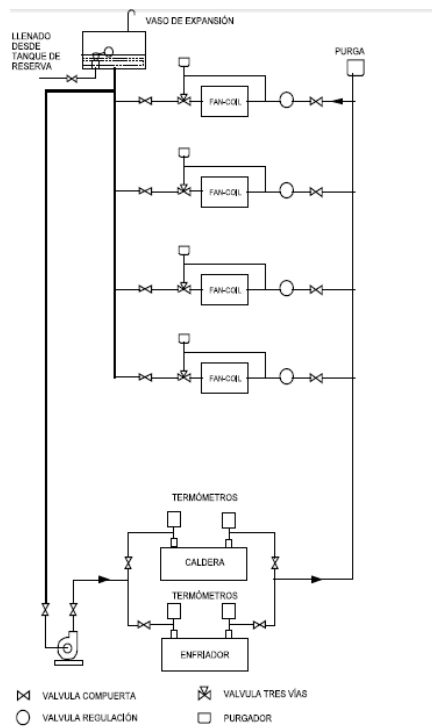 VASO DE EXPANSIÓN
LLENADO
DESDE
TANQUE DE
RESERVA
PURGA
FAN-COIL
FAN-COIL
FAN-COIL
FAN-COIL
TERMÓMETROS
CALDERA
TERMÓMETROS
ENFRIADOR
VALVULA COMPUERTA
VALVULA TRES VÍAS
VALVULA REGULACIÓN
PURGADOR